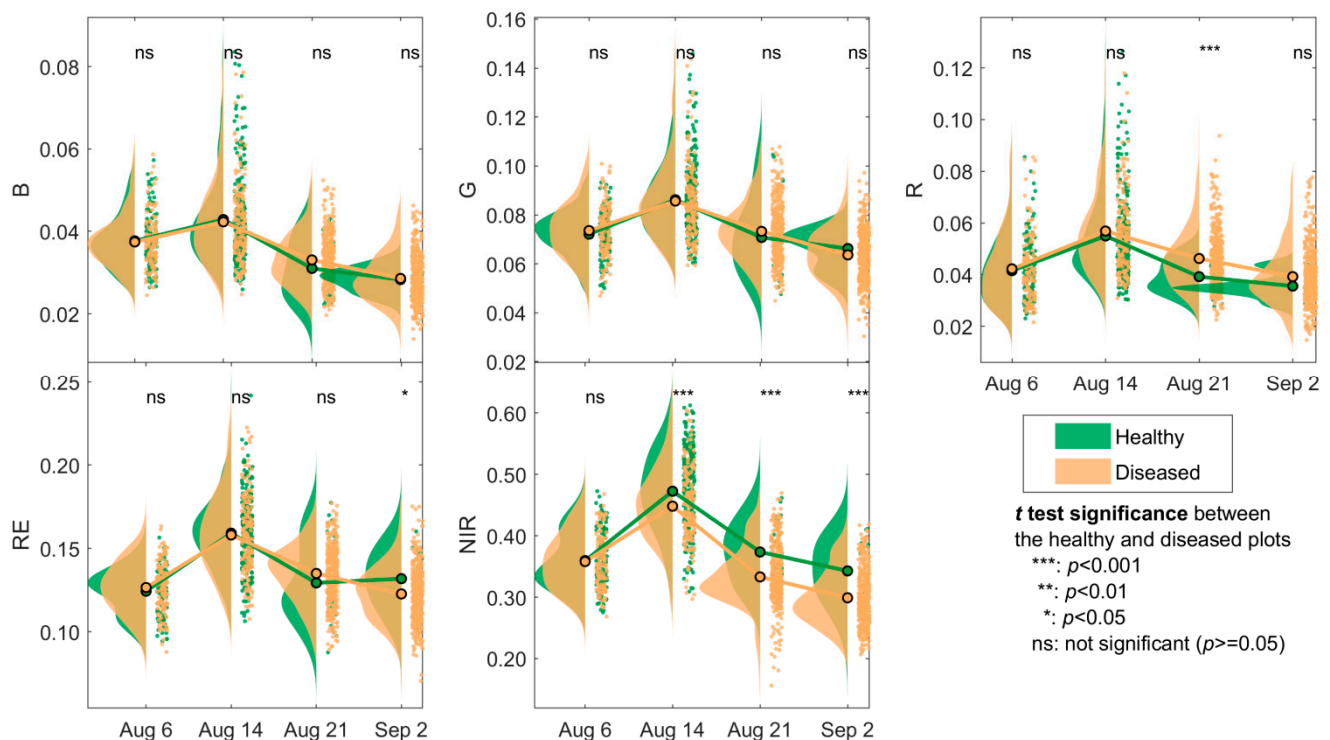 0.08
0.06
0.04
0.02
B
ns
ns
ns
ns
0.16
0.14
0.12
0.10
0.08
0.06
0.04
0.02
G
ns
ns
ns
ns
0.12
0.10
0.08
0.06
0.04
0.02
R
ns
ns
***
ns
Aug 6
Aug 14
Aug 21
Sep 2
0.25
0.20
0.15
0.10
RE
ns
ns
ns
*
Aug 6
Aug 14
Aug 21
Sep 2
0.60
0.50
0.40
0.30
0.20
NIR
ns
***
***
***
Aug 6
Aug 14
Aug 21
Sep 2
Healthy
Diseased
t test significance between
the healthy and diseased plots
***: p<0.001
**: p<0.01
*: p<0.05
ns: not significant (p>=0.05)